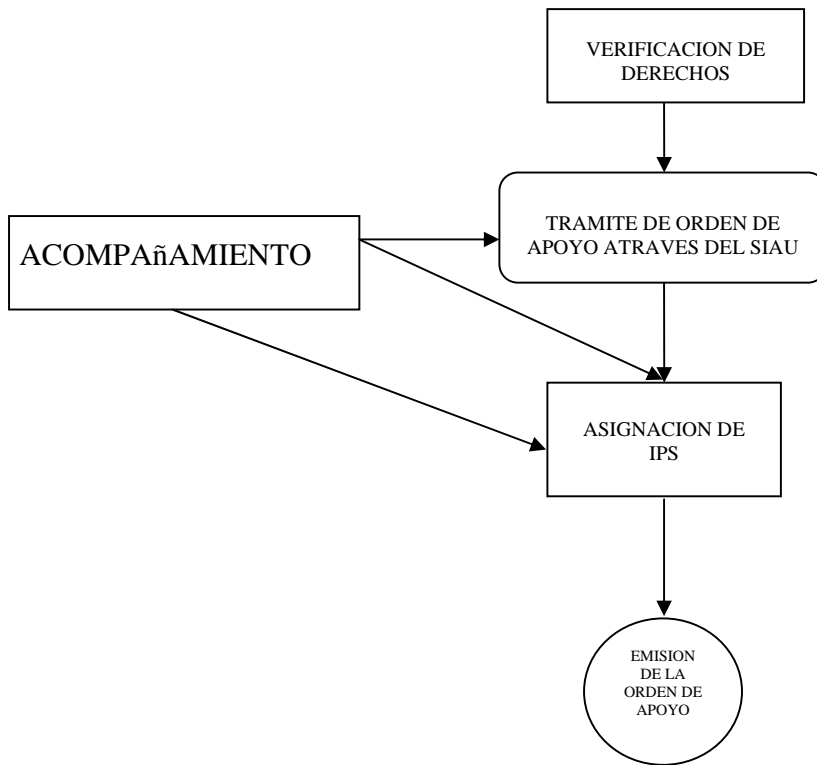 VERIFICACION DE
DERECHOS
TRAMITE DE ORDEN DE
APOYO ATRAVES DEL SIAU
ACOMPAñAMIENTO
ASIGNACION DE
IPS
EMISION
DE LA
ORDEN DE
APOYO